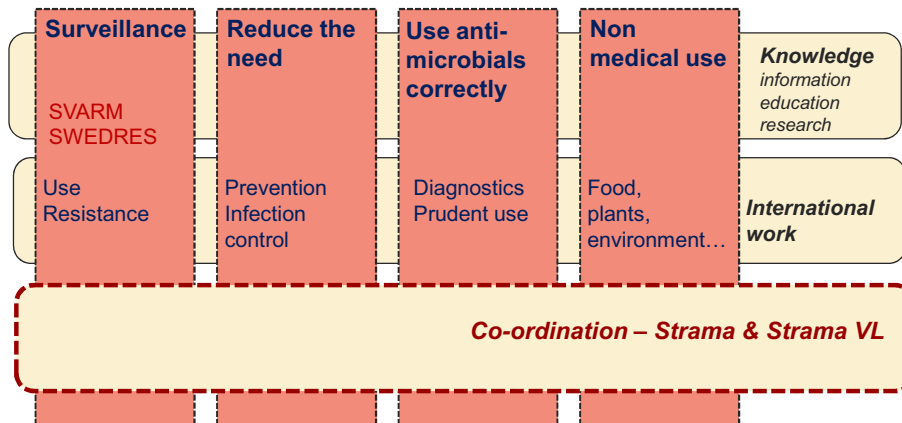 Surveillance
SVARM
SWEDRES
Use
Resistance
Reduce the
need
Prevention
Infection
control
Use anti-
microbials
correctly
Diagnostics
Prudent use
Non
medical use
Food,
plants,
environment…
Knowledge
information
education
research
International
work
Co-ordination – Strama & Strama VL